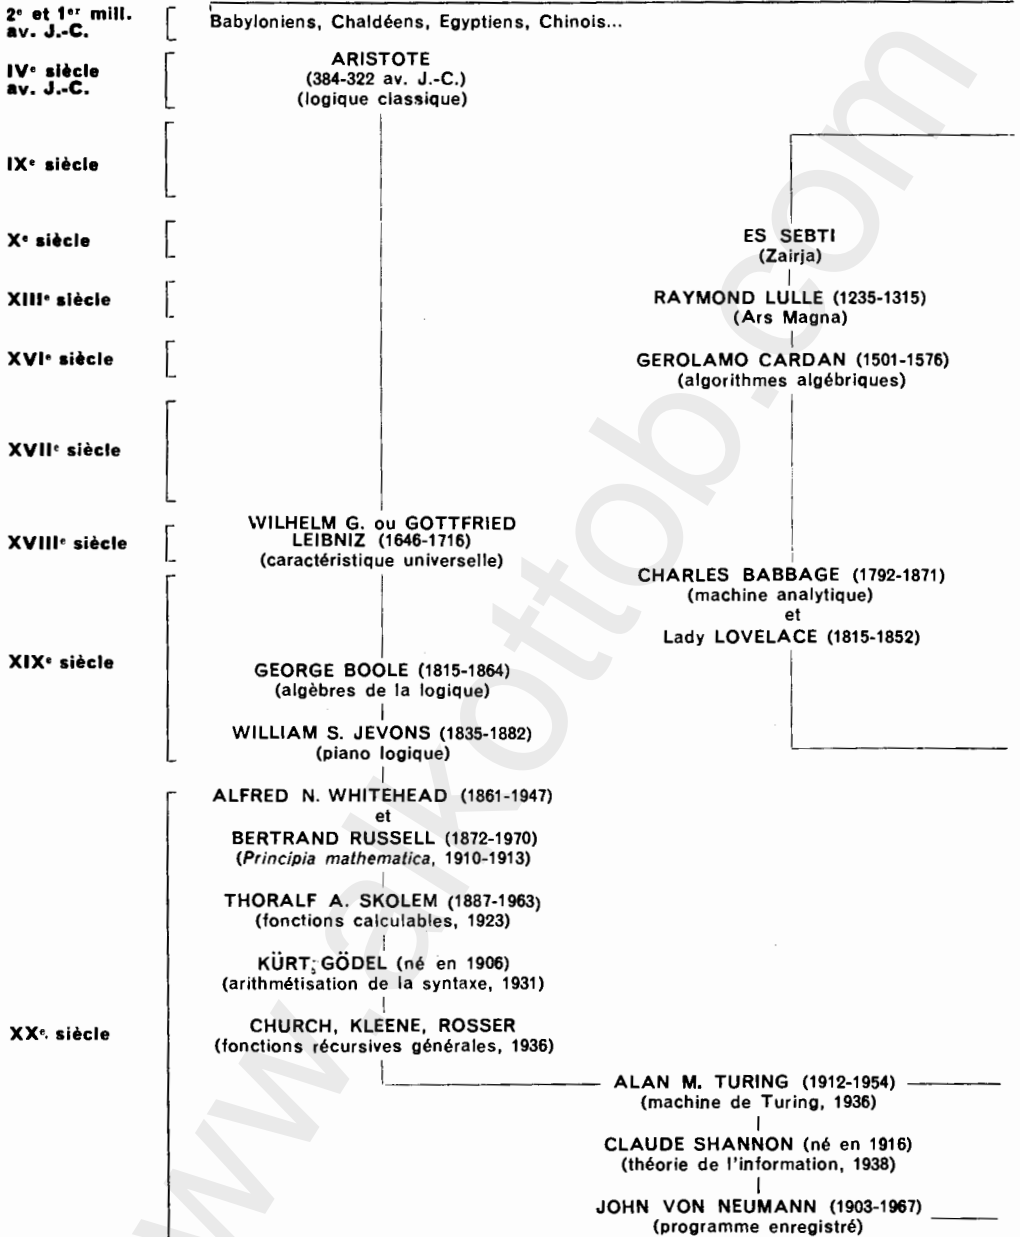 2e et 1er mill.
av. J.-C.
Babyloniens, Chaldéens, Egyptiens, Chinois...
IVe siècle
av. J.-C.
ARISTOTE
(384-322 av. J.-C.)
(logique classique)
IXe siècle
Xe siècle
ES SEBTI
(Zairja)
XIIIe siècle
RAYMOND LULLE (1235-1315)
(Ars Magna)
XVIe siècle
GEROLAMO CARDAN (1501-1576)
(algorithmes algébriques)
XVIIe siècle
XVIIIe siècle
WILHELM G. ou GOTTFRIED
LEIBNIZ (1646-1716)
(caractéristique universelle)
CHARLES BABBAGE (1792-1871)
(machine analytique)
et
Lady LOVELACE (1815-1852)
XIXe siècle
GEORGE BOOLE (1815-1864)
(algèbres de la logique)
WILLIAM S. JEVONS (1835-1882)
(piano logique)
ALFRED N. WHITEHEAD (1861-1947)
et
BERTRAND RUSSELL (1872-1970)
(Principia mathematica, 1910-1913)
THORALF A. SKOLEM (1887-1963)
(fonctions calculables, 1923)
KÜRT GÖDEL (né en 1906)
(arithmétisation de la syntaxe, 1931)
XXe siècle
CHURCH, KLEENE, ROSSER
(fonctions récursives générales, 1936)
ALAN M. TURING (1912-1954)
(machine de Turing, 1936)
CLAUDE SHANNON (né en 1916)
(théorie de l'information, 1938)
JOHN VON NEUMANN (1903-1967)
(programme enregistré)
www.alkottob.com